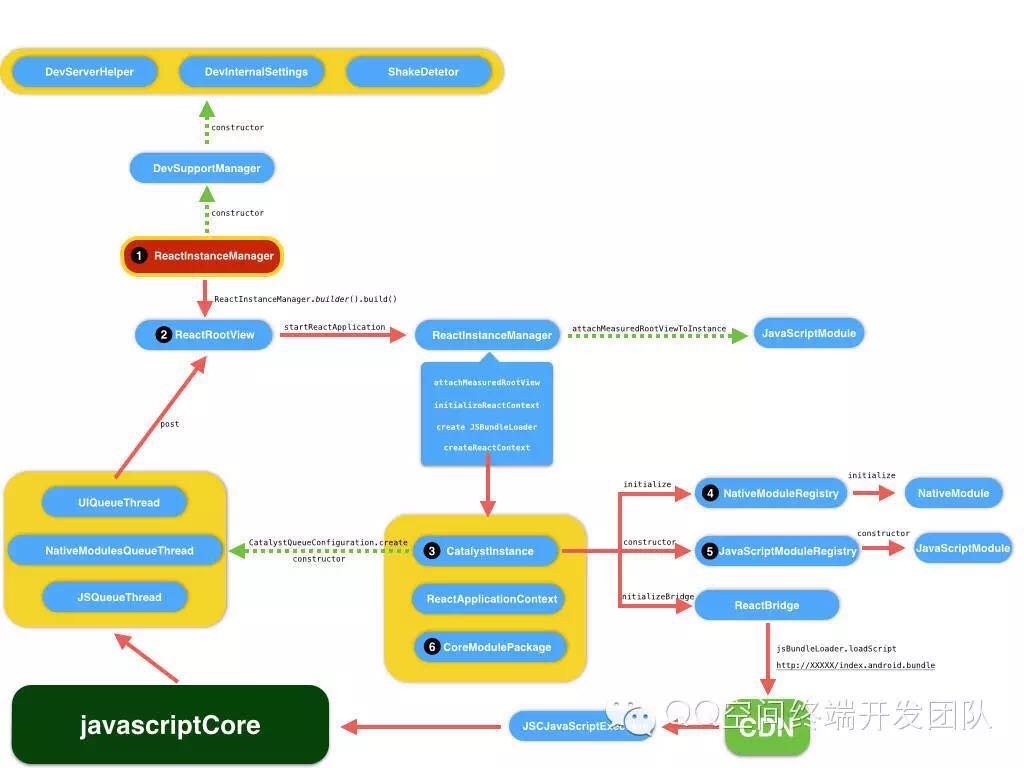 DevServerHelper
DevInternalSettings
ShakeDetetor
constructor
DevSupportManager
constructor
1 ReactInstanceManager
ReactInstanceManager.builder().build()
2 ReactRootView
startReactApplication
ReactInstanceManager
attachMeasuredRootViewToInstance
JavaScriptModule
attachMeasuredRootView
initializeReactContext
create JSBundleLoader
createReactContext
post
UIQueueThread
NativeModulesQueueThread
JSQueueThread
CatalystQueueConfiguration.create
constructor
3 CatalystInstance
ReactApplicationContext
6 CoreModulePackage
initialize
4 NativeModuleRegistry
initialize
NativeModule
constructor
5 JavaScriptModuleRegistry
constructor
JavaScriptModule
initializeBridge
ReactBridge
jsBundleLoader.loadScript
http://XXXXX/index.android.bundle
javascriptCore
CDN
QQ空间终端开发团队